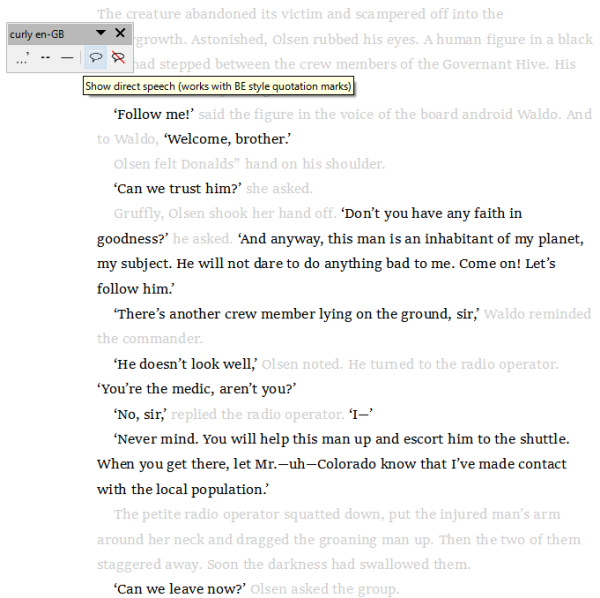 The creature abandoned its victim and scampered off into the
growth. Astonished, Olsen rubbed his eyes. A human figure in a black
had stepped between the crew members of the Governant Hive. His
curly en-GB
...’ -- —
Show direct speech (works with BE style quotation marks)
‘Follow me!’ said the figure in the voice of the board android Waldo. And
to Waldo, ‘Welcome, brother.’
Olsen felt Donalds” hand on his shoulder.
‘Can we trust him?’ she asked.
Gruffly, Olsen shook her hand off. ‘Don’t you have any faith in
goodness?’ he asked. ‘And anyway, this man is an inhabitant of my planet,
my subject. He will not dare to do anything bad to me. Come on! Let’s
follow him.’
‘There’s another crew member lying on the ground, sir,’ Waldo reminded
the commander.
‘He doesn’t look well,’ Olsen noted. He turned to the radio operator.
‘You’re the medic, aren’t you?’
‘No, sir,’ replied the radio operator. ‘I—’
‘Never mind. You will help this man up and escort him to the shuttle.
When you get there, let Mr.—uh—Colorado know that I’ve made contact
with the local population.’
The petite radio operator squatted down, put the injured man’s arm
around her neck and dragged the groaning man up. Then the two of them
staggered away. Soon the darkness had swallowed them.
‘Can we leave now?’ Olsen asked the group.